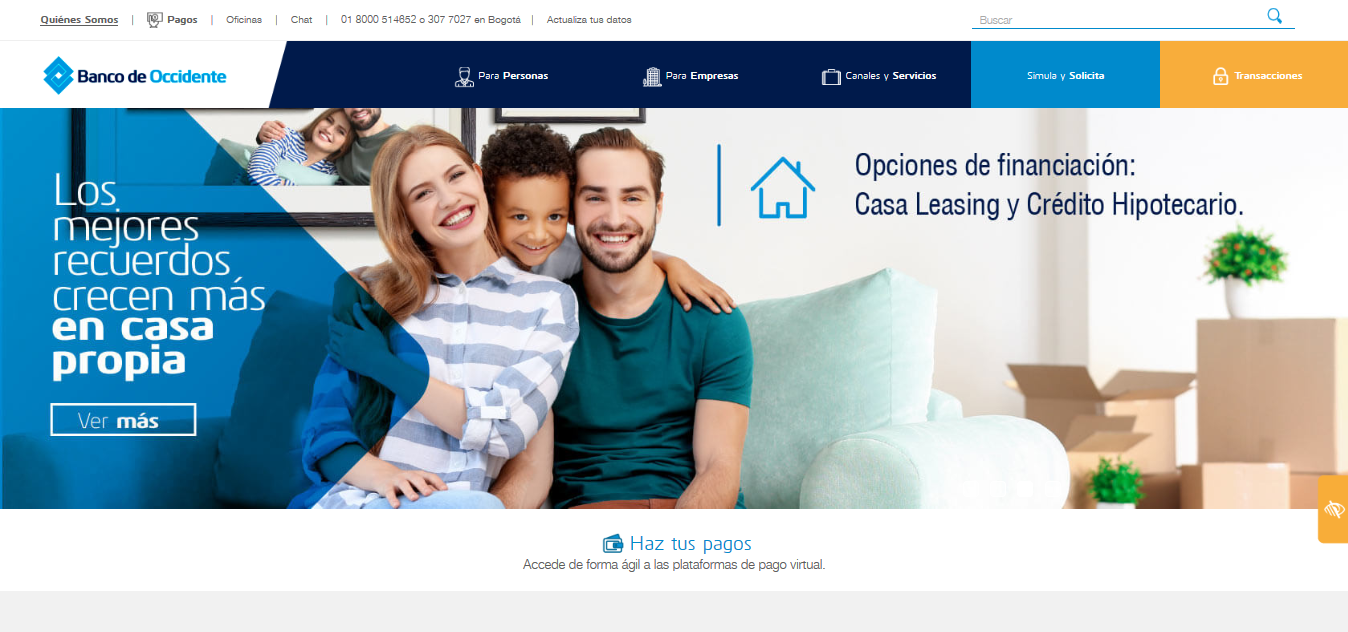 Quiénes Somos | Pagos | Oficinas | Chat | 01 8000 514652 o 307 7027 en Bogotá | Actualiza tus datos
Buscar
Banco de Occidente
Para Personas
Para Empresas
Canales y Servicios
Simula y Solicita
Transacciones
Los
mejores
recuerdos
crecen más
en casa
propia
Ver más
Opciones de financiación:
Casa Leasing y Crédito Hipotecario.
Haz tus pagos
Accede de forma ágil a las plataformas de pago virtual.